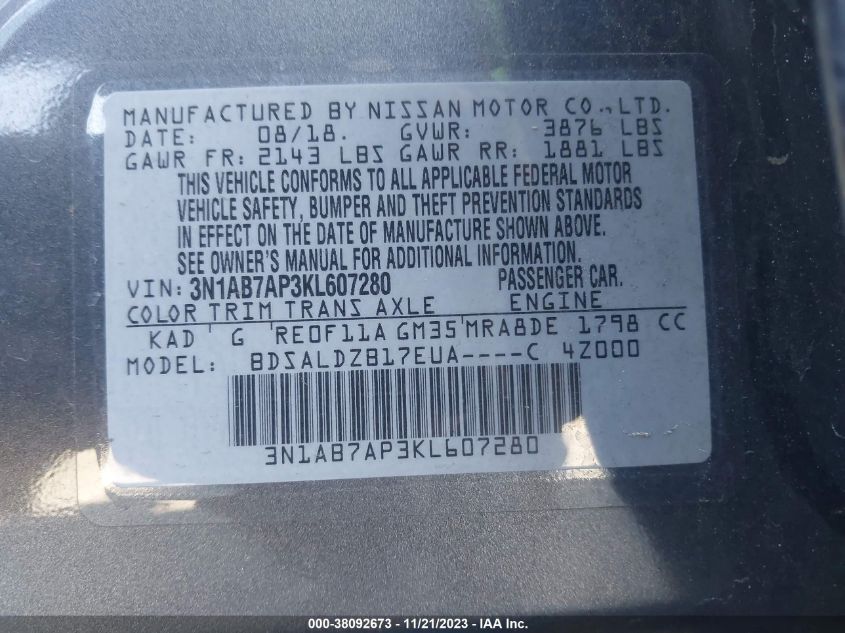 MANUFACTURED BY NISSAN MOTOR CO.,LTD.
DATE: 08/18. GVWR: 3876 LBS
GAWR FR: 2143 LBS GAWR RR: 1881 LBS
THIS VEHICLE CONFORMS TO ALL APPLICABLE FEDERAL MOTOR
VEHICLE SAFETY, BUMPER AND THEFT PREVENTION STANDARDS
IN EFFECT ON THE DATE OF MANUFACTURE SHOWN ABOVE.
SEE OWNER'S MANUAL FOR ADDITIONAL INFORMATION.
VIN: 3N1AB7AP3KL607280 PASSENGER CAR.
COLOR TRIM TRANS AXLE ENGINE
KAD G RE0F11A GM35 MRA8DE 1798 CC
MODEL: BDSALDZB17EUA----C 4Z000
3N1AB7AP3KL607280
000-38092673 - 11/21/2023 - IAA Inc.